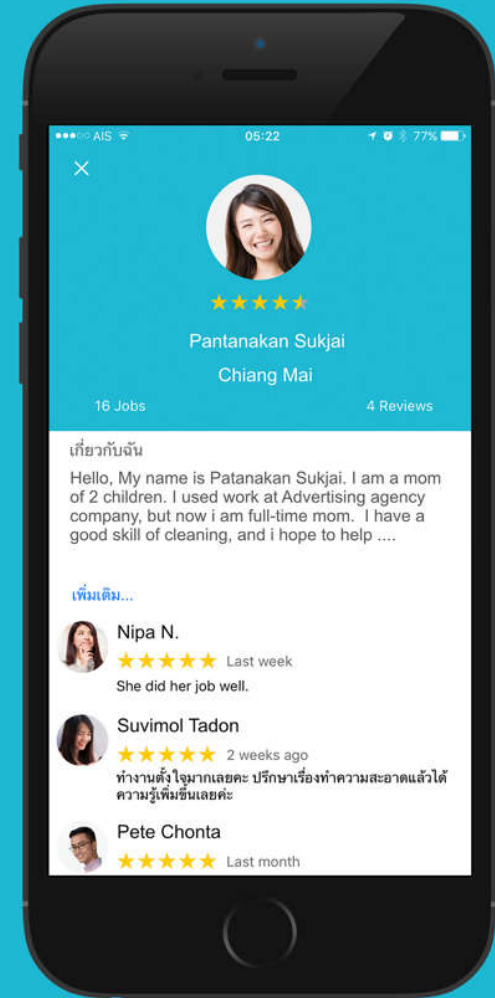 AIS 05:22 77%
Pantanakan Sukjai
Chiang Mai
16 Jobs 4 Reviews
เกี่ยวกับฉัน
Hello, My name is Patanakan Sukjai. I am a mom
of 2 children. I used work at Advertising agency
company, but now i am full-time mom. I have a
good skill of cleaning, and i hope to help ....
เพิ่มเติม...
Nipa N.
Last week
She did her job well.
Suvimol Tadon
2 weeks ago
ทำงานตั้งใจมากเลยคะ ปรึกษาเรื่องทำความสะอาดแล้วได้
ความรู้เพิ่มขึ้นเลยค่ะ
Pete Chonta
Last month